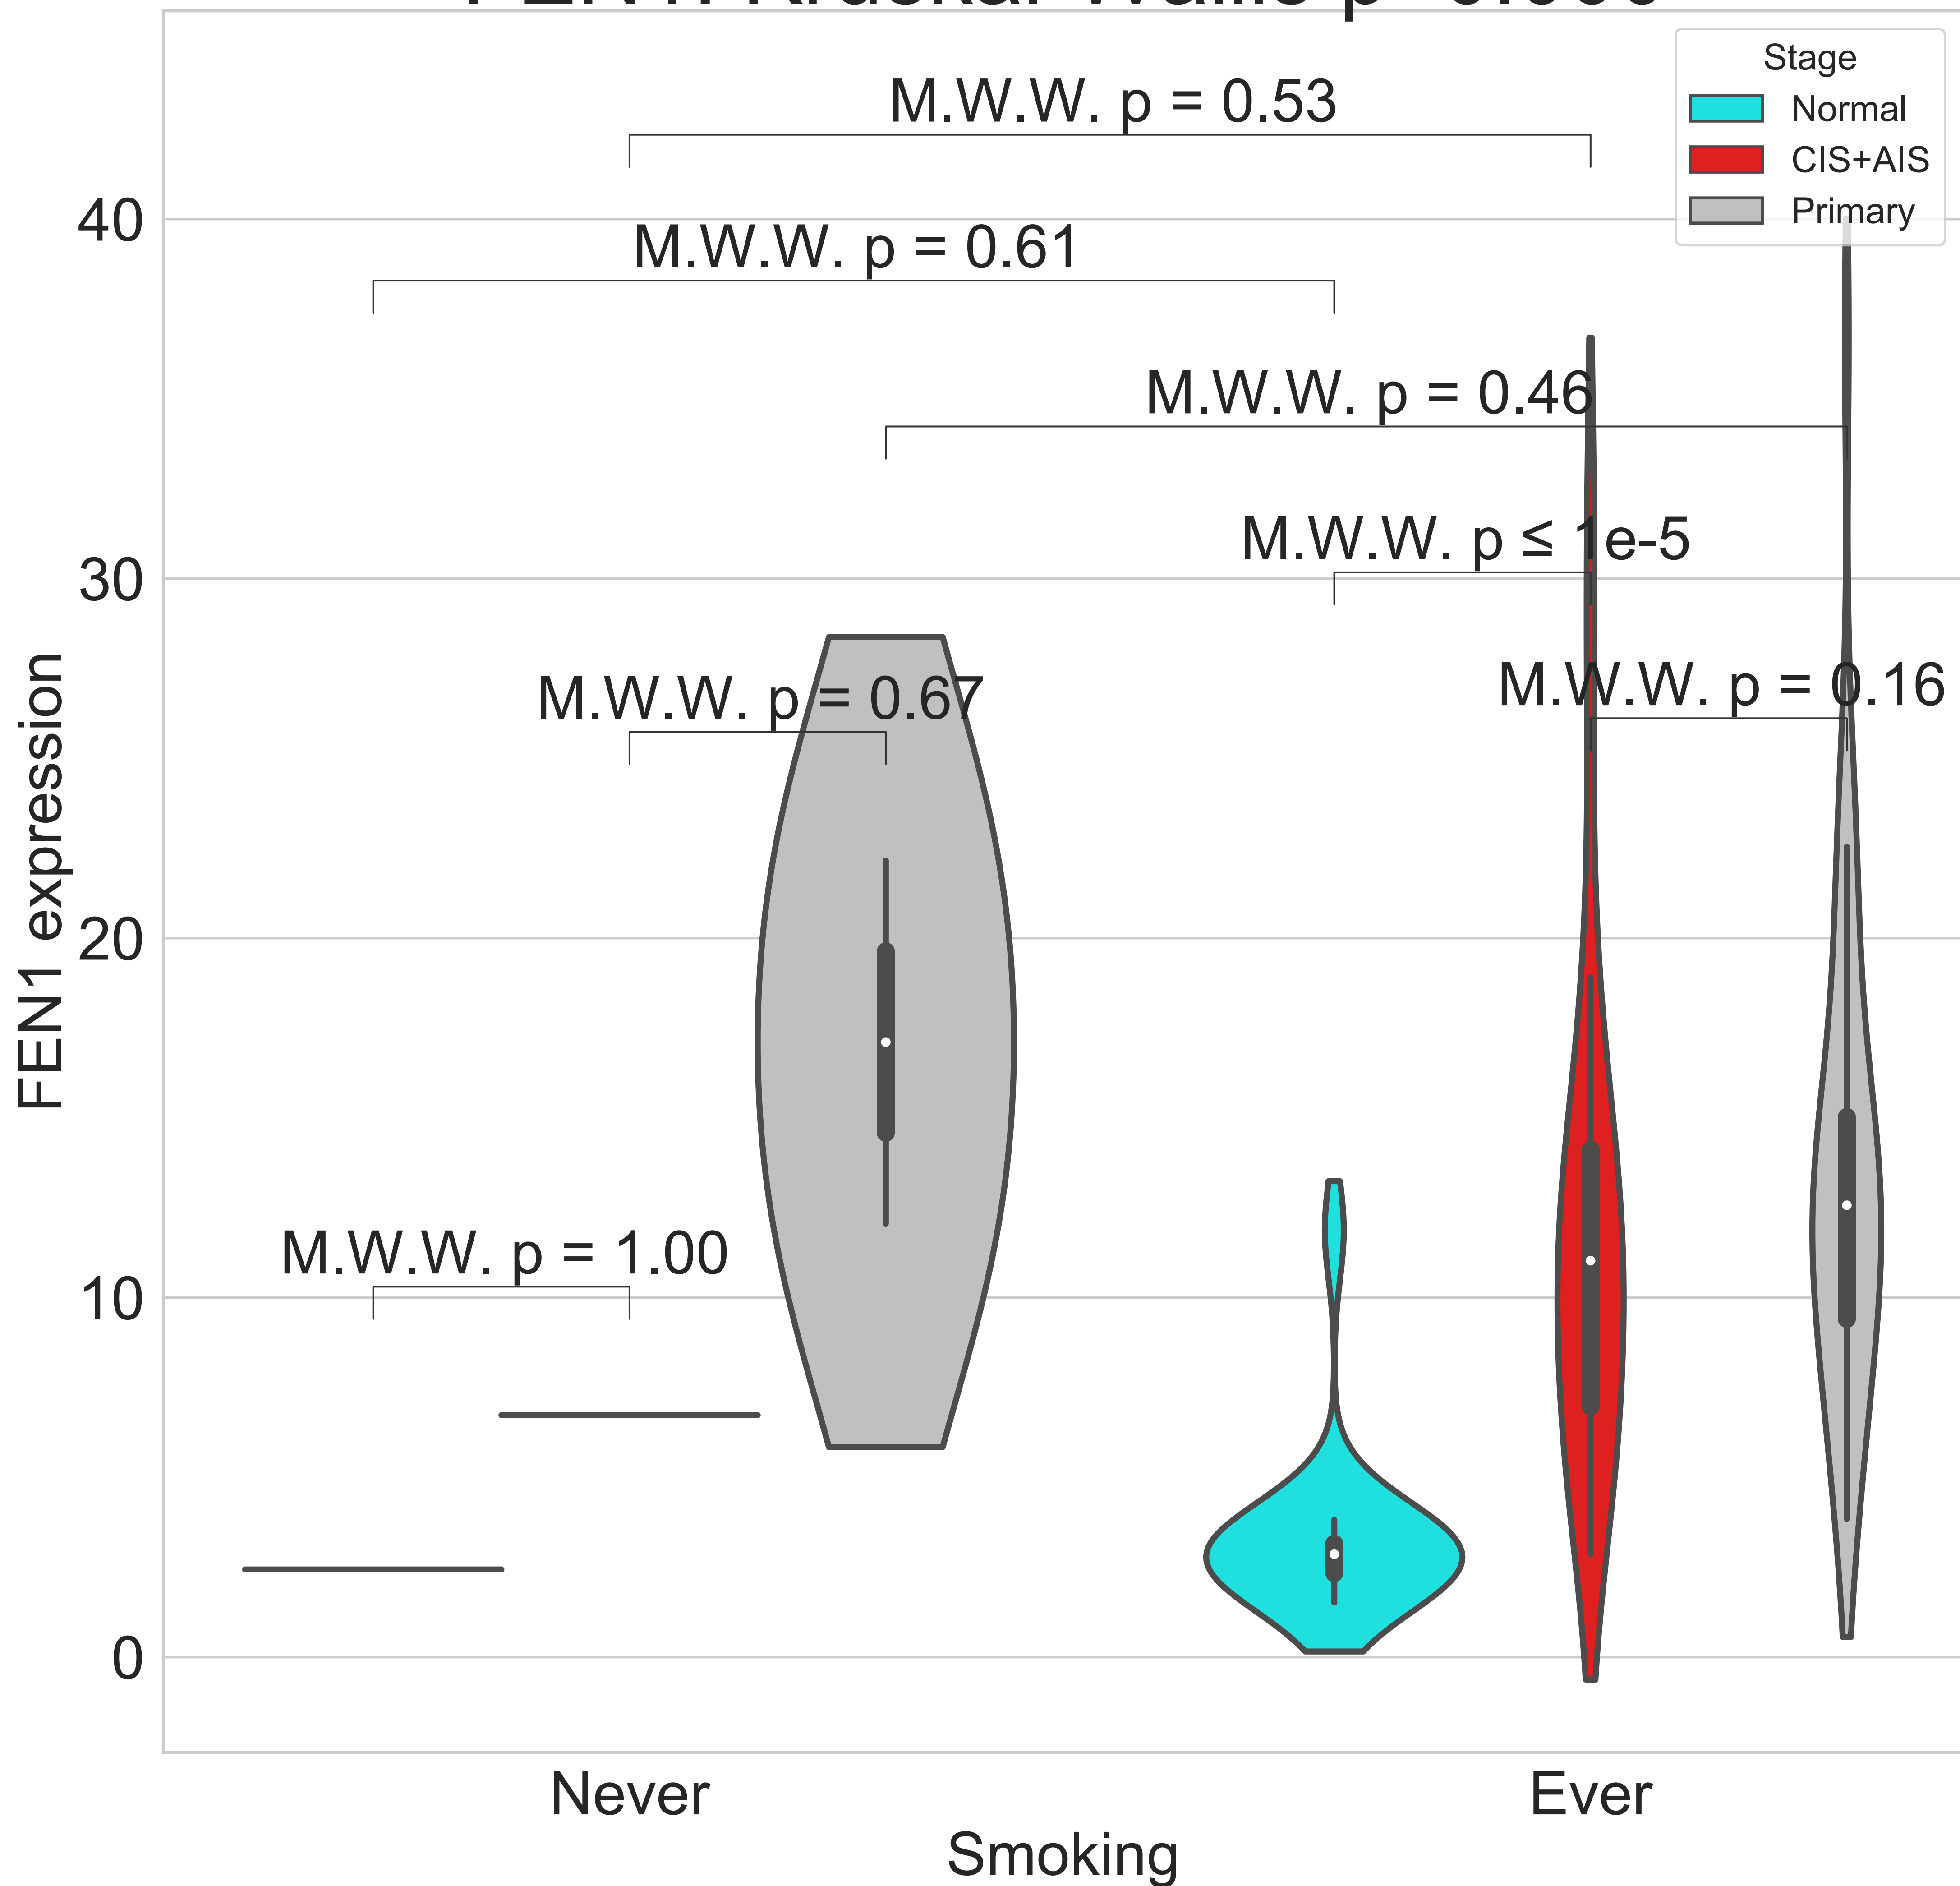 M.W.W. p = 0.53
Stage
Normal
CIS+AIS
Primary
40
M.W.W. p = 0.61
M.W.W. p = 0.46
M.W.W. p ≤ 1e-5
30
M.W.W. p = 0.67
M.W.W. p = 0.16
FEN1 expression
20
M.W.W. p = 1.00
10
0
Never
Ever
Smoking